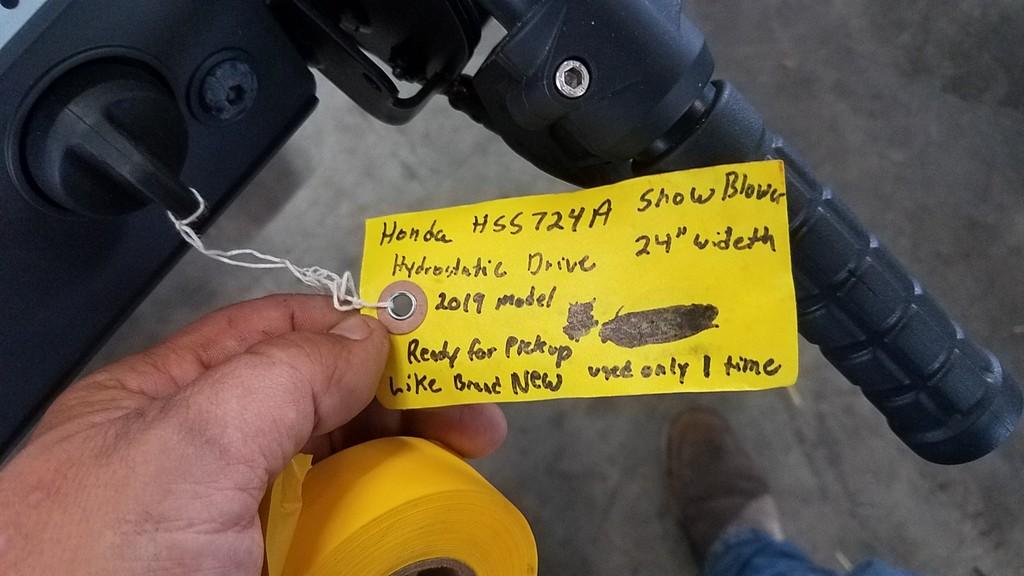 Honda HSS724A Snow Blower
Hydrostatic Drive 24" wideth
2019 model
Ready for Pickup
Like Brand New used only 1 time